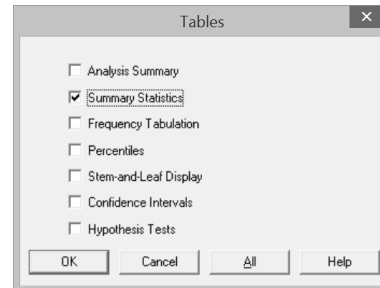 Tables
Analysis Summary
Summary Statistics
Frequency Tabulation
Percentiles
Stem-and-Leaf Display
Confidence Intervals
Hypothesis Tests
OK Cancel All Help